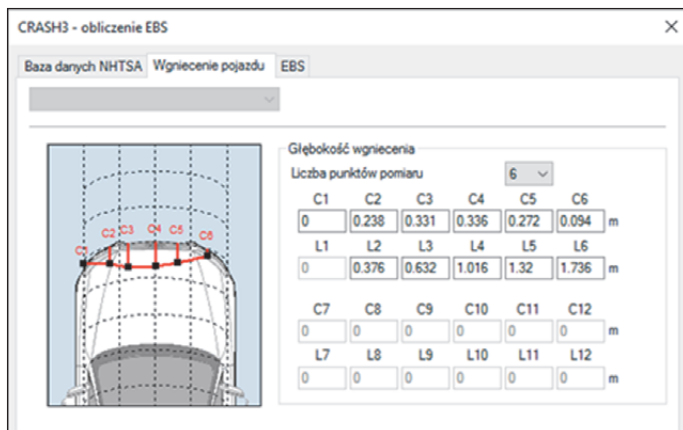 CRASH3 - obliczenie EBS
Baza danych NHTSA Wgniecenie pojazdu EBS
Głębokość wgniecenia
Liczba punktów pomiaru 6
C1 C2 C3 C4 C5 C6
0 0.238 0.331 0.336 0.272 0.094 m
L1 L2 L3 L4 L5 L6
0 0.376 0.632 1.016 1.32 1.736 m
C7 C8 C9 C10 C11 C12
0 0 0 0 0 0 m
L7 L8 L9 L10 L11 L12
0 0 0 0 0 0 m
C1 C2 C3 C4 C5 C6